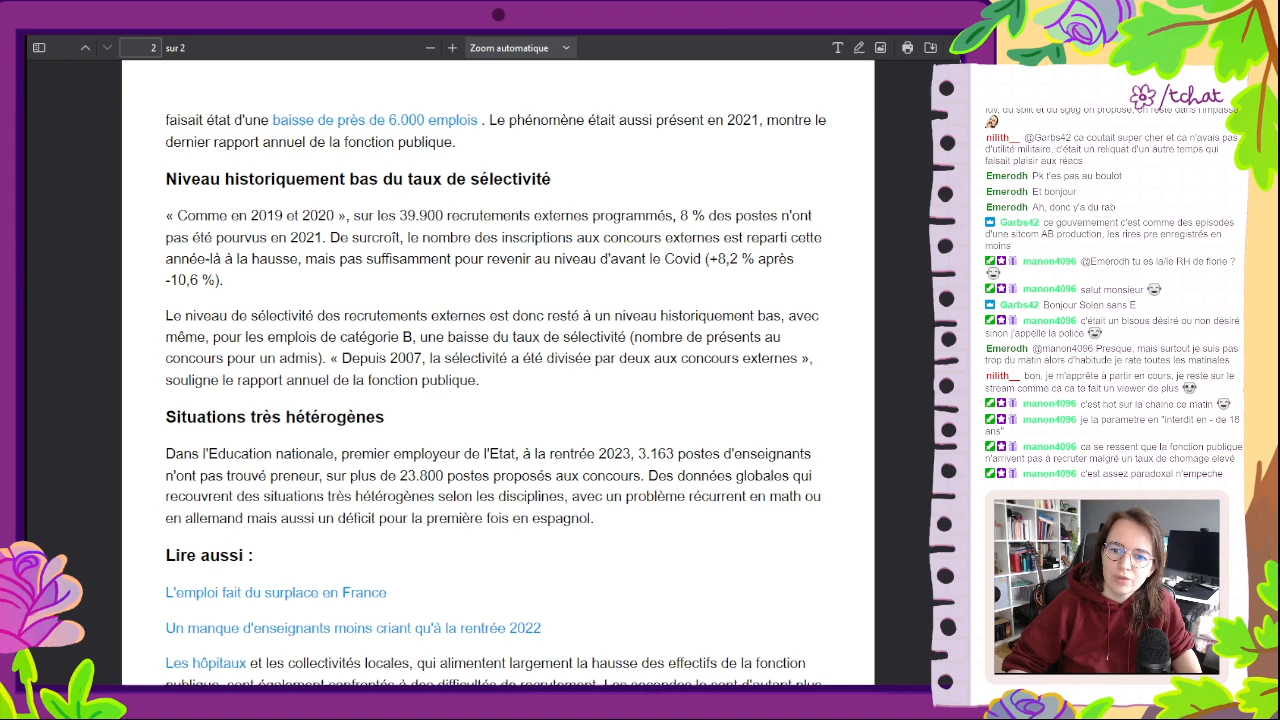 2 sur 2
Zoom automatique
faisait état d'une baisse de près de 6.000 emplois . Le phénomène était aussi présent en 2021, montre le
dernier rapport annuel de la fonction publique.
Niveau historiquement bas du taux de sélectivité
« Comme en 2019 et 2020 », sur les 39.900 recrutements externes programmés, 8 % des postes n'ont
pas été pourvus en 2021. De surcroît, le nombre des inscriptions aux concours externes est reparti cette
année-là à la hausse, mais pas suffisamment pour revenir au niveau d'avant le Covid (+8,2 % après
-10,6 %).
Le niveau de sélectivité des recrutements externes est donc resté à un niveau historiquement bas, avec
même, pour les emplois de catégorie B, une baisse du taux de sélectivité (nombre de présents au
concours pour un admis). « Depuis 2007, la sélectivité a été divisée par deux aux concours externes »,
souligne le rapport annuel de la fonction publique.
Situations très hétérogènes
Dans l'Education nationale, premier employeur de l'Etat, à la rentrée 2023, 3.163 postes d'enseignants
n'ont pas trouvé preneur, sur plus de 23.800 postes proposés aux concours. Des données globales qui
recouvrent des situations très hétérogènes selon les disciplines, avec un problème récurrent en math ou
en allemand mais aussi un déficit pour la première fois en espagnol.
Lire aussi :
L'emploi fait du surplace en France
Un manque d'enseignants moins criant qu'à la rentrée 2022
Les hôpitaux et les collectivités locales, qui alimentent largement la hausse des effectifs de la fonction
/tchat
nilith__ @Garbs42 ca coutait super cher et ca n'avais pas
d'utilité militaire, c'était un reliquat d'un autre temps qui
faisait plaisir aux réacs
Emerodh Pk t'es pas au boulot
Emerodh Et bonjour
Emerodh Ah, donc y'a du rab
Garbs42 ce gouvernement c'est comme des episodes
d'une sitcom AB production, les rires pre enregistrés en
moins
manon4096 @Emerodh tu es la/le RH de florie ?
manon4096 salut monsieur
Garbs42 Bonjour Solen sans E
manon4096 c'était un bisous désiré ou non désiré
sinon j'appelle la police
Emerodh @manon4096 Presque, mais surtout je suis pas
trop du matin alors d'habitude je rate toutes les matinales
nilith__ bon, je m'apprête à partir en cours, je reste sur le
stream comme ca ca te fait un viewer de plus
manon4096 c'est hot sur la chaine ce matin
manon4096 je la parametre en "interdit en - de 18
ans"
manon4096 ca se ressent que la fonction publique
n'arrivent pas à recruter malgré un taux de chomage elevé
manon4096 c'est assez paradoxal n'empeche